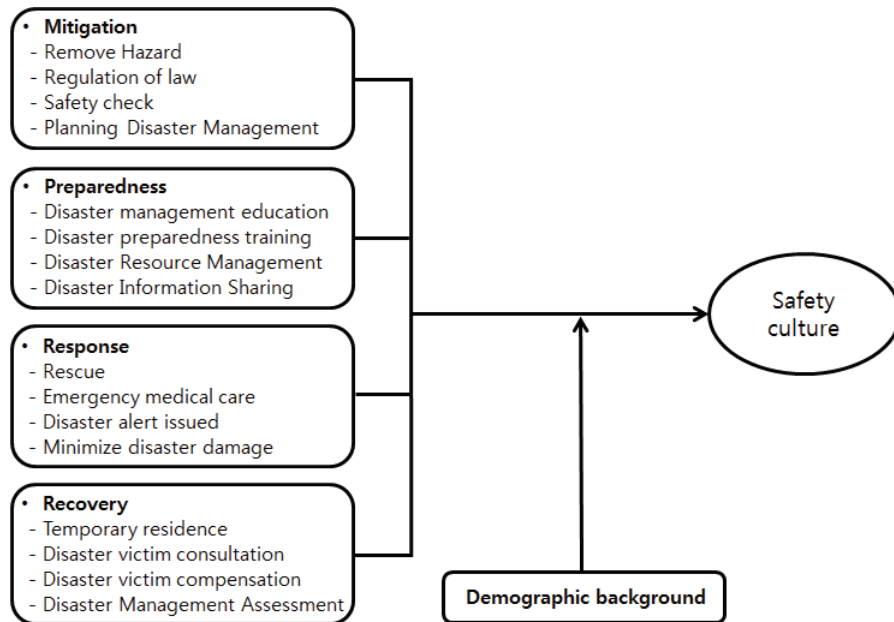 • Mitigation
- Remove Hazard
- Regulation of law
- Safety check
- Planning Disaster Management
• Preparedness
- Disaster management education
- Disaster preparedness training
- Disaster Resource Management
- Disaster Information Sharing
• Response
- Rescue
- Emergency medical care
- Disaster alert issued
- Minimize disaster damage
• Recovery
- Temporary residence
- Disaster victim consultation
- Disaster victim compensation
- Disaster Management Assessment
Safety
culture
Demographic background